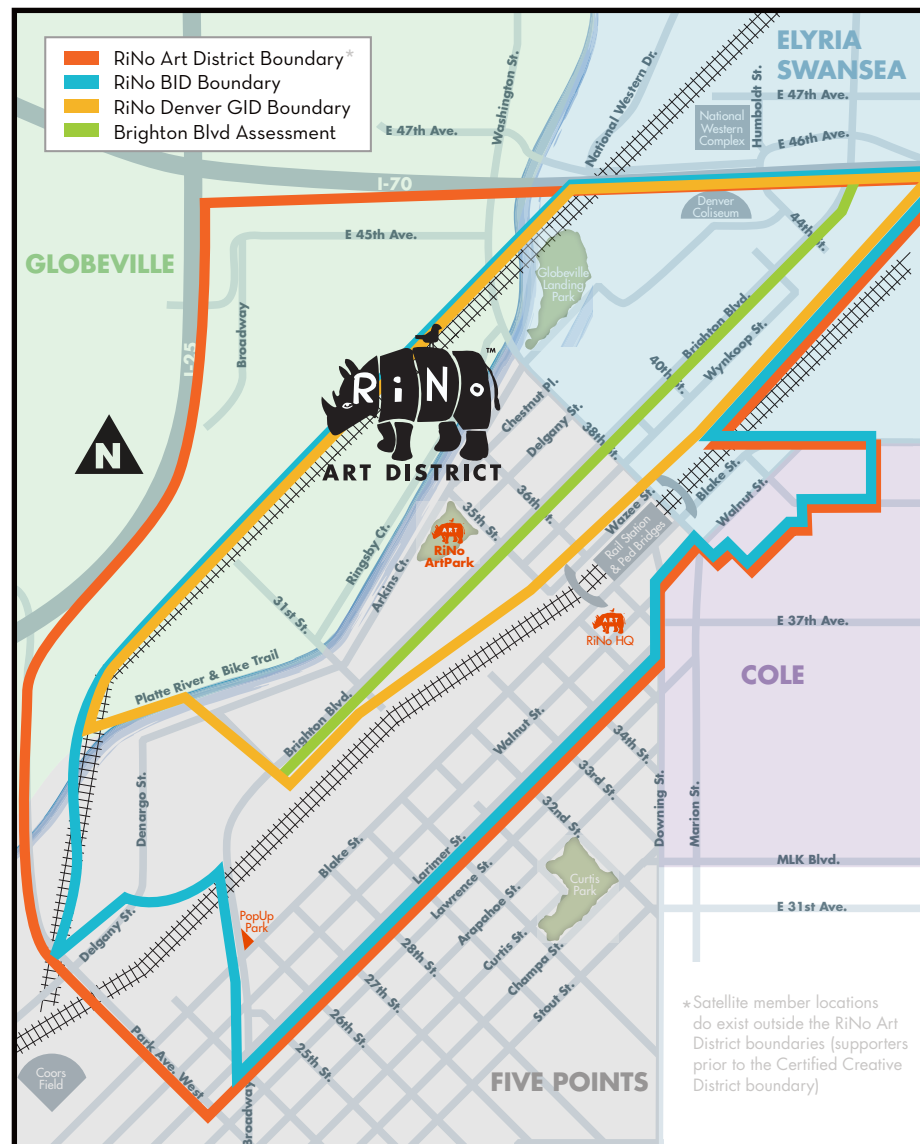 RiNo Art District Boundary*
RiNo BID Boundary
RiNo Denver GID Boundary
Brighton Blvd Assessment
ELYRIA
SWANSEA
Washington St.
National Western Dr.
Humboldt St.
E 47th Ave.
E 47th Ave.
National
Western
Complex
E 46th Ave.
I-70
Denver
Coliseum
44th St.
E 45th Ave.
GLOBEVILLE
Globeville
Landing
Park
Broadway
I-25
Brighton Blvd.
Wynkoop St.
40th St.
RiNo
TM
ART DISTRICT
N
Chestnut Pl.
Delgany St.
38th St.
36th St.
35th St.
Wazee St.
Blake St.
Walnut St.
Rail Station
& Ped Bridges
ART
RiNo
ArtPark
Ringsby Ct.
Arkins Ct.
31st St.
ART
RiNo HQ
E 37th Ave.
COLE
Platte River & Bike Trail
Brighton Blvd.
Walnut St.
34th St.
33rd St.
32nd St.
Denargo St.
Downing St.
Marion St.
Blake St.
Larimer St.
Lawrence St.
Arapahoe St.
Curtis St.
Champa St.
Stout St.
Curtis
Park
MLK Blvd.
E 31st Ave.
Delgany St.
PopUp
Park
28th St.
27th St.
26th St.
25th St.
Park Ave. West
Broadway
Coors
Field
FIVE POINTS
*Satellite member locations
do exist outside the RiNo Art
District boundaries (supporters
prior to the Certified Creative
District boundary)